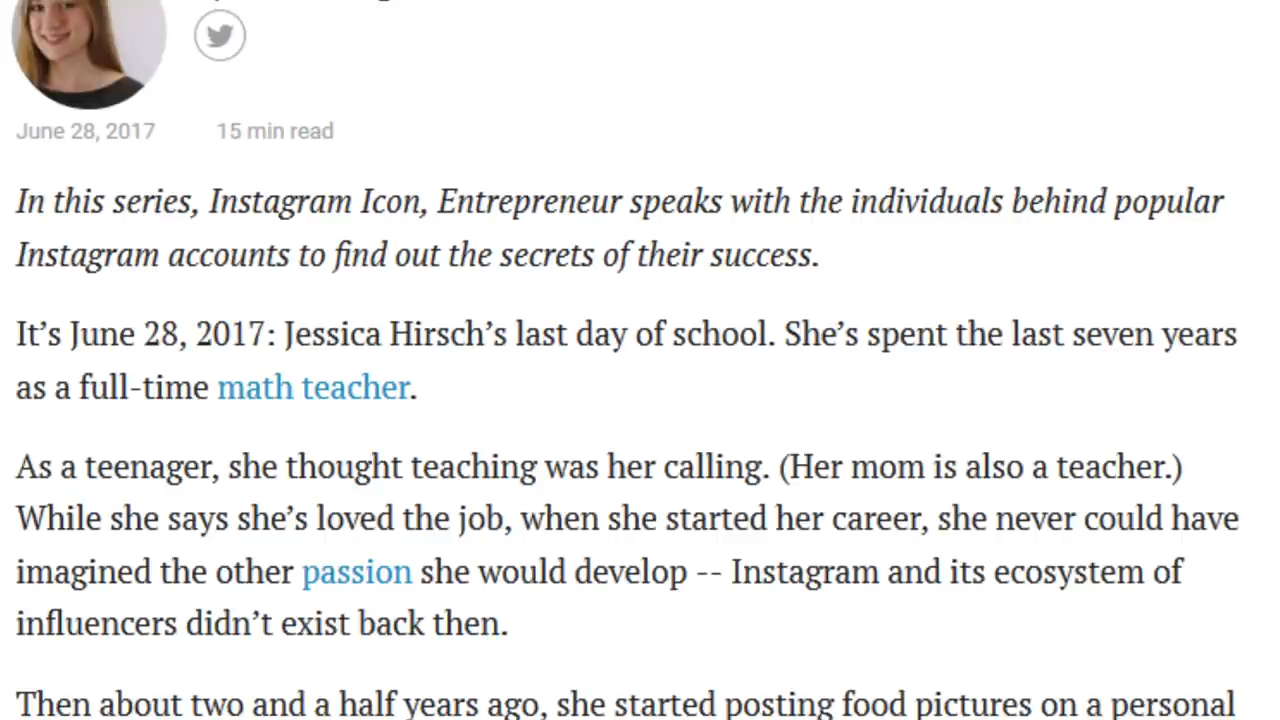 June 28, 2017 15 min read
In this series, Instagram Icon, Entrepreneur speaks with the individuals behind popular
Instagram accounts to find out the secrets of their success.
It’s June 28, 2017: Jessica Hirsch’s last day of school. She’s spent the last seven years
as a full-time math teacher.
As a teenager, she thought teaching was her calling. (Her mom is also a teacher.)
While she says she’s loved the job, when she started her career, she never could have
imagined the other passion she would develop -- Instagram and its ecosystem of
influencers didn’t exist back then.
Then about two and a half years ago, she started posting food pictures on a personal